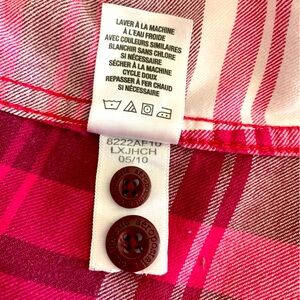 LAVER À LA MACHINE
À L'EAU FROIDE
AVEC COULEURS SIMILAIRES
BLANCHIR SANS CHLORE
SI NÉCESSAIRE
SÉCHER À LA MACHINE
CYCLE DOUX
REPASSER À FER CHAUD
SI NÉCESSAIRE
8222AF10
LXJHCH
05/10